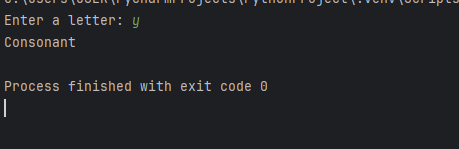 Enter a letter: y
Consonant
Process finished with exit code 0